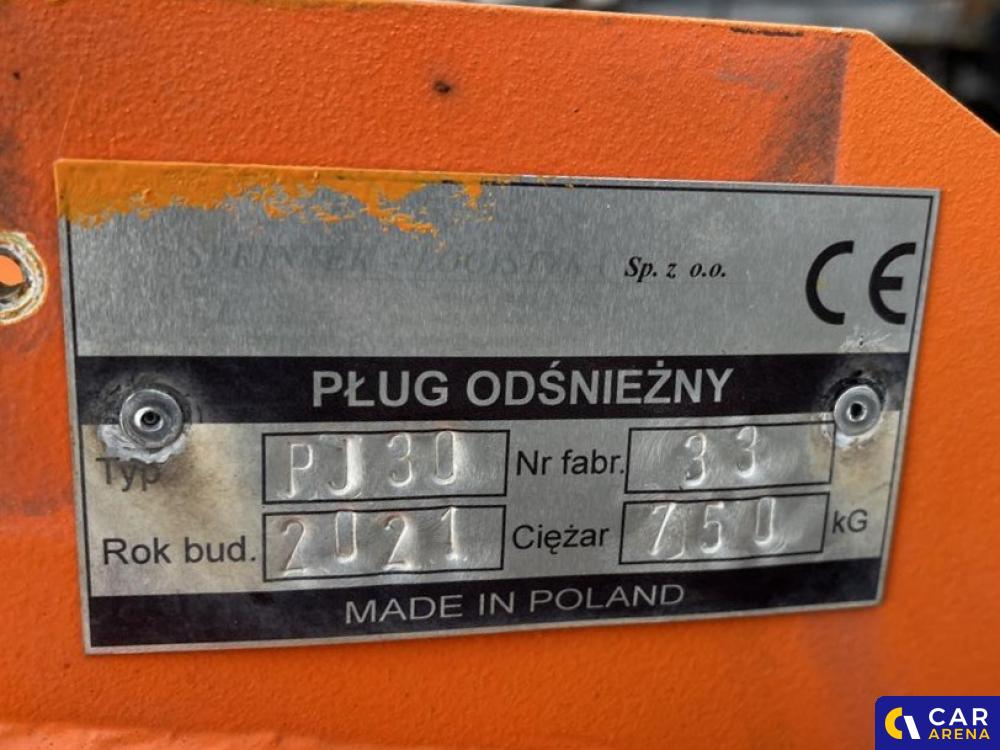 Sp. z o.o.
CE
PŁUG ODŚNIEŻNY
Typ PJ30 Nr fabr. 33
Rok bud. 2021 Ciężar 750 kG
MADE IN POLAND
CAR
ARENA